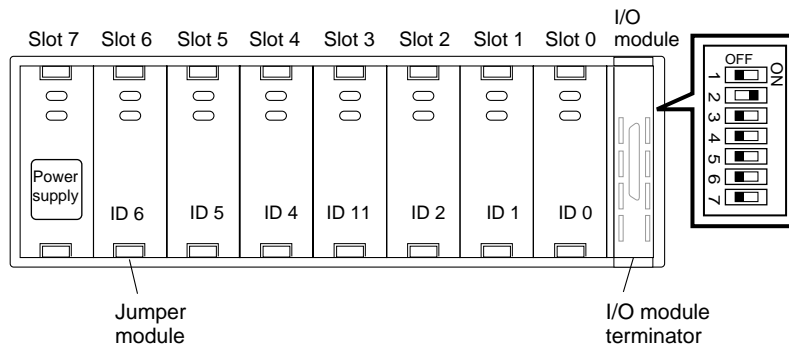 I/O
module
Slot 7 Slot 6 Slot 5 Slot 4 Slot 3 Slot 2 Slot 1 Slot 0
OFF
ON
1
2
3
4
5
6
7
Power
supply
ID 6 ID 5 ID 4 ID 11 ID 2 ID 1 ID 0
Jumper
module
I/O module
terminator